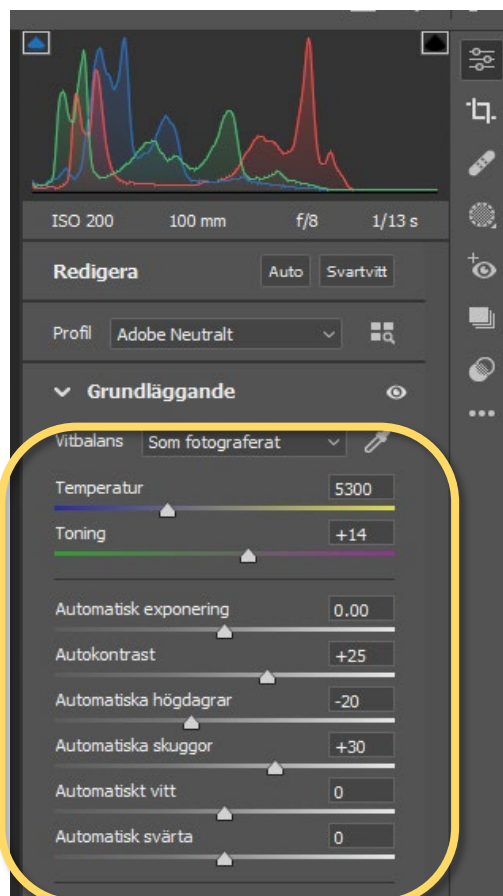 ISO 200 100 mm f/8 1/13 s
Redigera Auto Svartvitt
Profil Adobe Neutralt
Grundläggande
Vitbalans Som fotograferat
Temperatur 5300
Toning +14
Automatisk exponering 0.00
Autokontrast +25
Automatiska högdagrar -20
Automatiska skuggor +30
Automatiskt vitt 0
Automatisk svärta 0